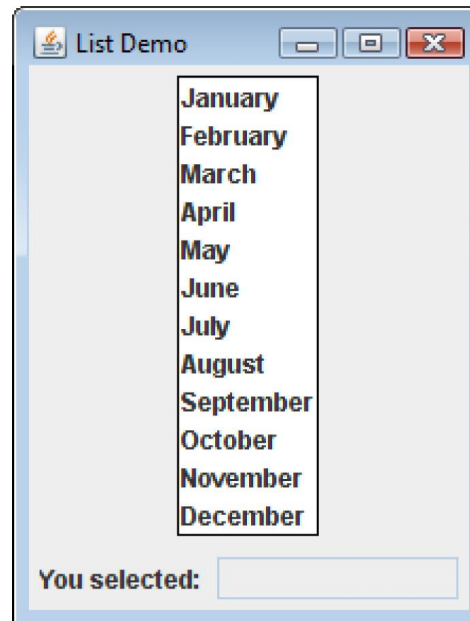 List Demo
January
February
March
April
May
June
July
August
September
October
November
December
You selected: